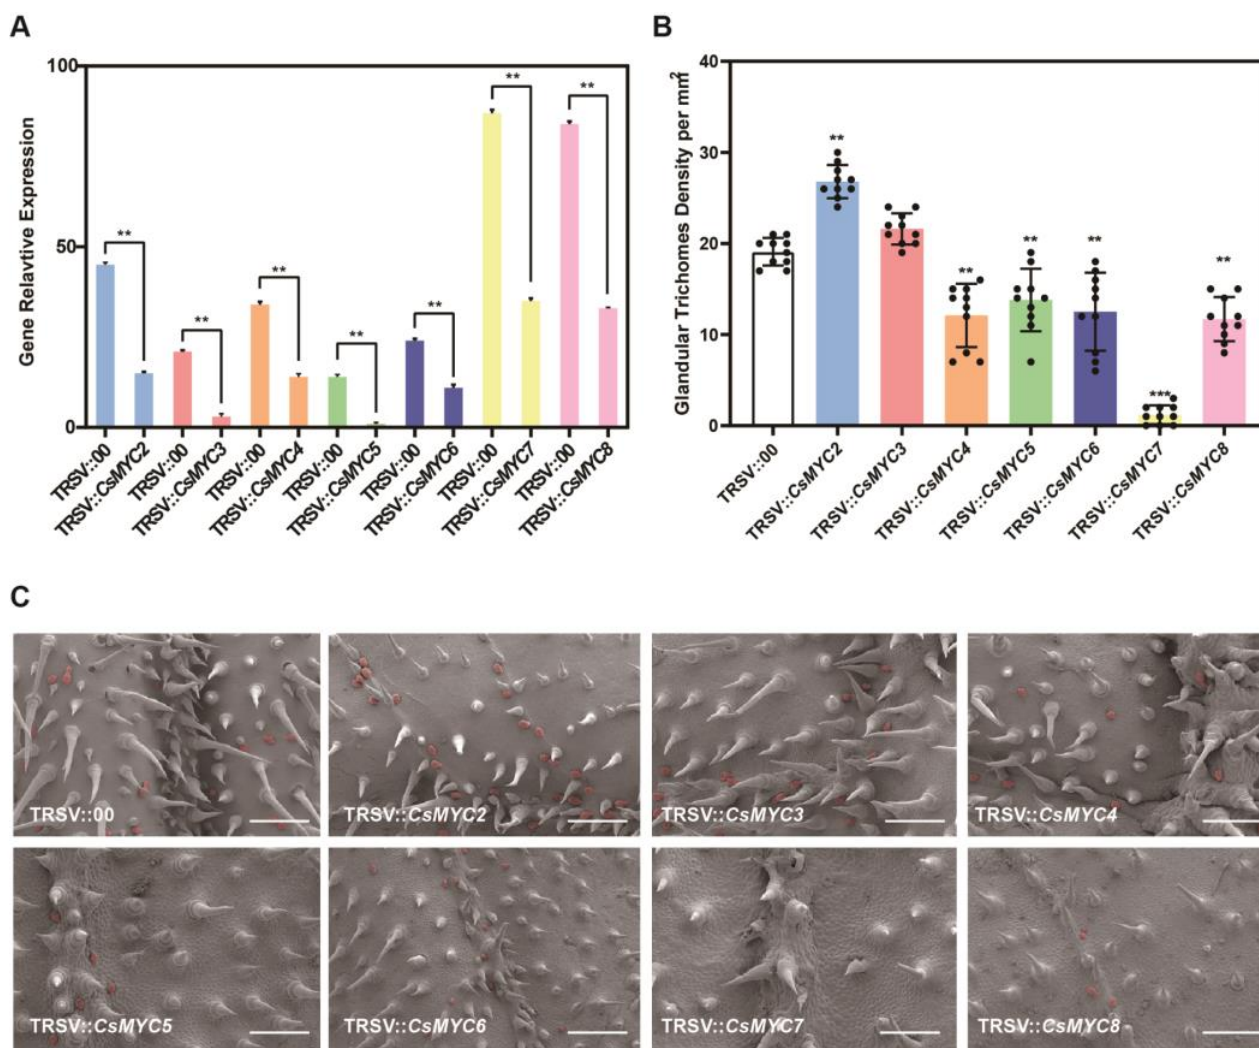 A
Gene Relavtive Expression
100
50
0
**
**
**
**
**
**
**
TRSV::00
TRSV::CsMYC2
TRSV::00
TRSV::CsMYC3
TRSV::00
TRSV::CsMYC4
TRSV::00
TRSV::CsMYC5
TRSV::00
TRSV::CsMYC6
TRSV::00
TRSV::CsMYC7
TRSV::00
TRSV::CsMYC8
B
Glandular Trichomes Density per mm²
40
30
20
10
0
**
**
**
**
***
**
TRSV::00
TRSV::CsMYC2
TRSV::CsMYC3
TRSV::CsMYC4
TRSV::CsMYC5
TRSV::CsMYC6
TRSV::CsMYC7
TRSV::CsMYC8
C
TRSV::00
TRSV::CsMYC2
TRSV::CsMYC3
TRSV::CsMYC4
TRSV::CsMYC5
TRSV::CsMYC6
TRSV::CsMYC7
TRSV::CsMYC8